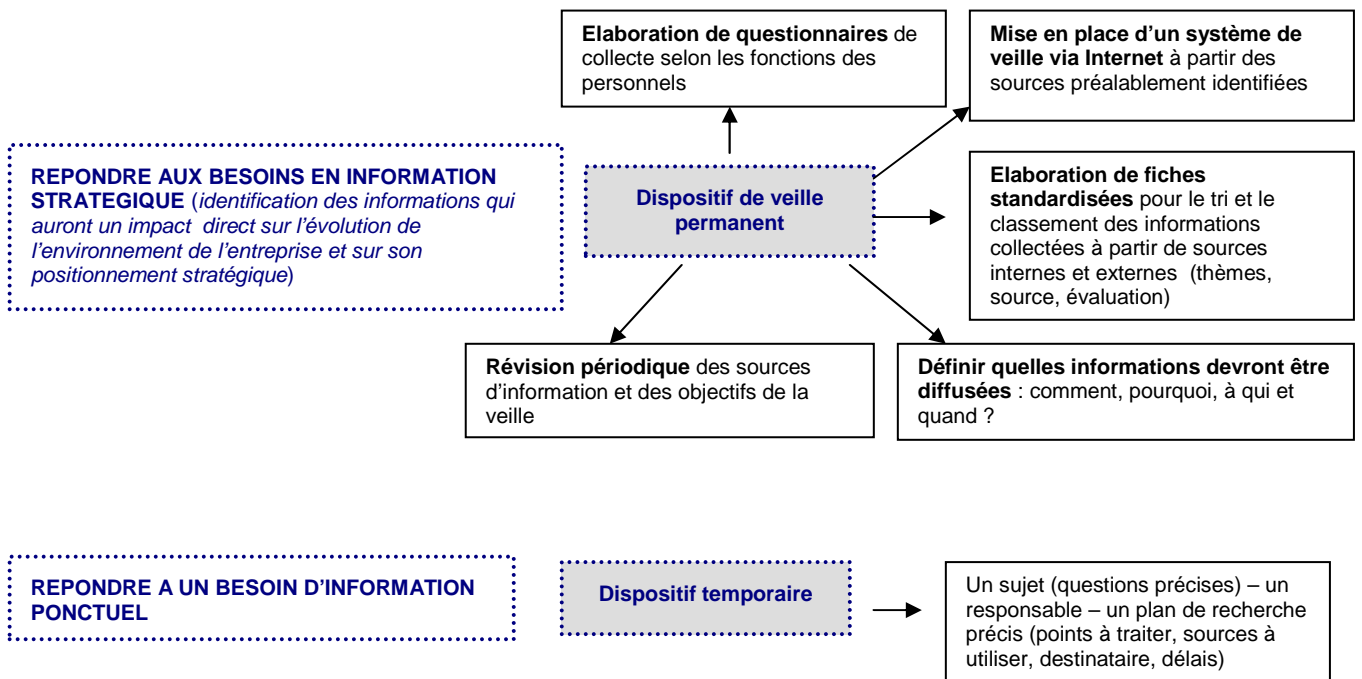 Elaboration de questionnaires de
collecte selon les fonctions des
personnels
Mise en place d’un système de
veille via Internet à partir des
sources préalablement identifiées
REPONDRE AUX BESOINS EN INFORMATION
STRATEGIQUE (identification des informations qui
auront un impact direct sur l’évolution de
l’environnement de l’entreprise et sur son
positionnement stratégique)
Dispositif de veille
permanent
Elaboration de fiches
standardisées pour le tri et le
classement des informations
collectées à partir de sources
internes et externes (thèmes,
source, évaluation)
Révision périodique des sources
d’information et des objectifs de la
veille
Définir quelles informations devront être
diffusées : comment, pourquoi, à qui et
quand ?
REPONDRE A UN BESOIN D’INFORMATION
PONCTUEL
Dispositif temporaire
Un sujet (questions précises) – un
responsable – un plan de recherche
précis (points à traiter, sources à
utiliser, destinataire, délais)